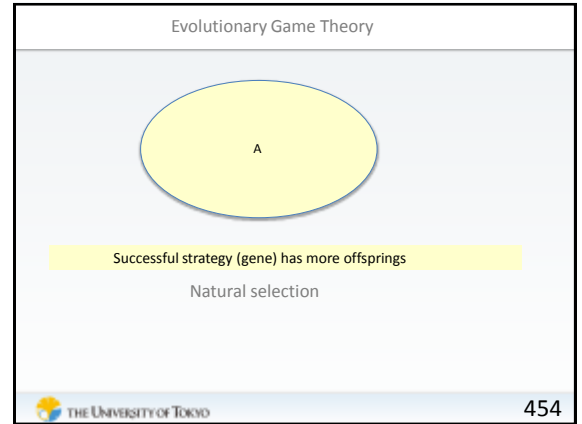 Evolutionary Game Theory
A
Successful strategy (gene) has more offsprings
Natural selection
THE UNIVERSITY OF TOKYO
454